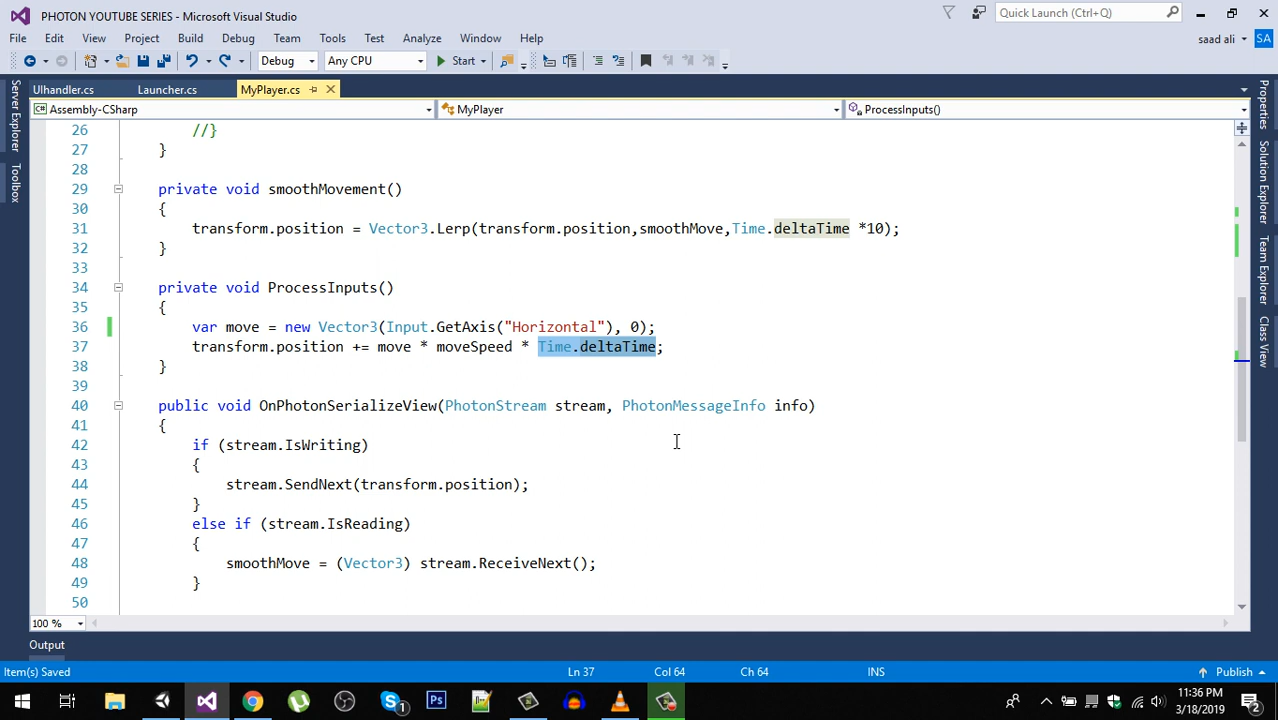 PHOTON YOUTUBE SERIES - Microsoft Visual Studio
Quick Launch (Ctrl+Q)
File Edit View Project Build Debug Team Tools Test Analyze Window Help
saad ali SA
Debug Any CPU Start
UIhandler.cs Launcher.cs MyPlayer.cs
Assembly-CSharp MyPlayer ProcessInputs()
Server Explorer
Toolbox
Properties
Solution Explorer
Team Explorer
Class View
26 //}
27 }
28
29 private void smoothMovement()
30 {
31 transform.position = Vector3.Lerp(transform.position,smoothMove,Time.deltaTime *10);
32 }
33
34 private void ProcessInputs()
35 {
36 var move = new Vector3(Input.GetAxis("Horizontal"), 0);
37 transform.position += move * moveSpeed * Time.deltaTime;
38 }
39
40 public void OnPhotonSerializeView(PhotonStream stream, PhotonMessageInfo info)
41 {
42 if (stream.IsWriting)
43 {
44 stream.SendNext(transform.position);
45 }
46 else if (stream.IsReading)
47 {
48 smoothMove = (Vector3) stream.ReceiveNext();
49 }
50
100 %
Output
Item(s) Saved Ln 37 Col 64 Ch 64 INS Publish
11:36 PM
3/18/2019